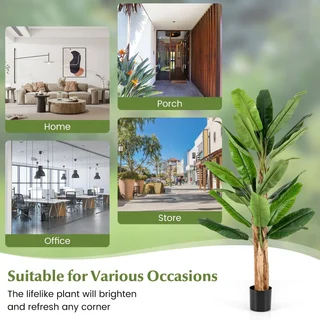 Home
Porch
Office
Store
Suitable for Various Occasions
The lifelike plant will brighten
and refresh any corner